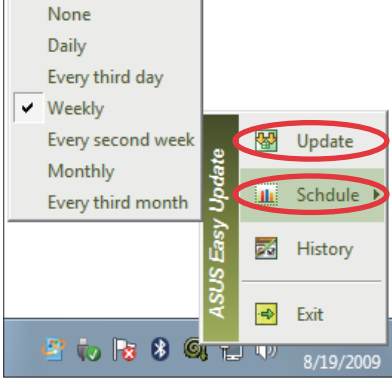 None
Daily
Every third day
Weekly
Every second week
Monthly
Every third month
ASUS Easy Update
Update
Schdule
History
Exit
8/19/2009